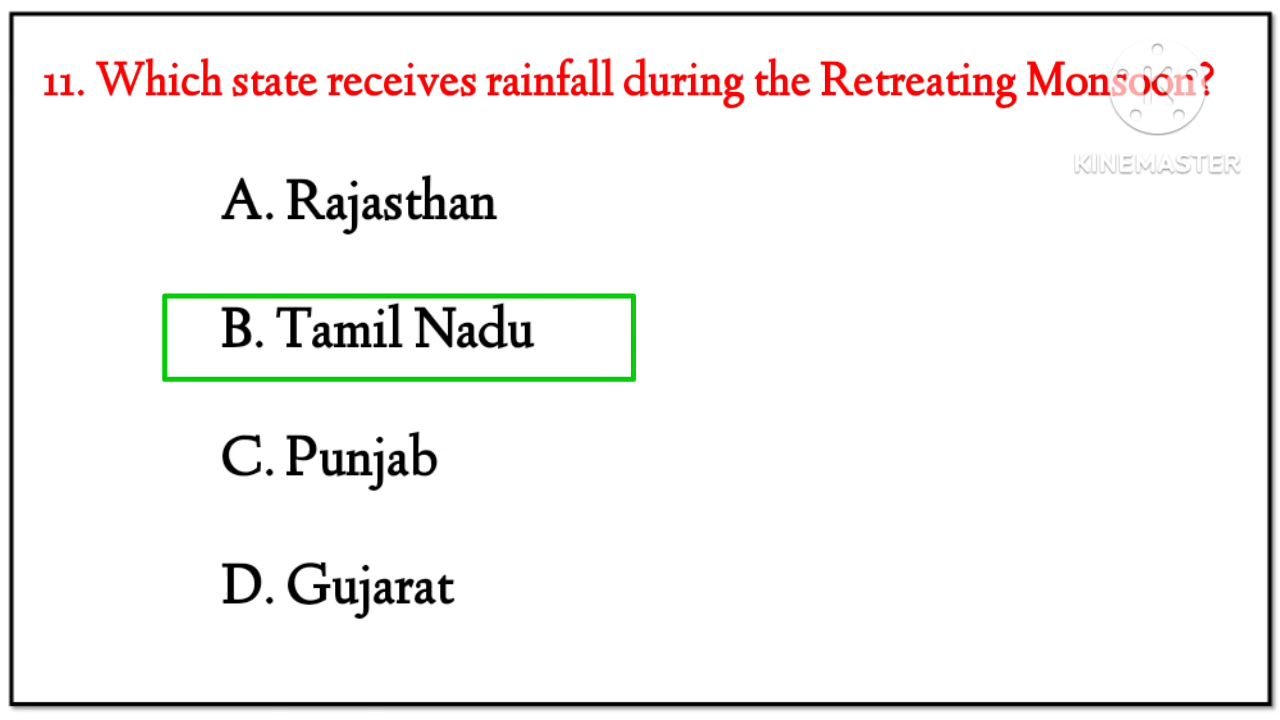 11. Which state receives rainfall during the Retreating Monsoon?
KINEMASTER
A. Rajasthan
B. Tamil Nadu
C. Punjab
D. Gujarat